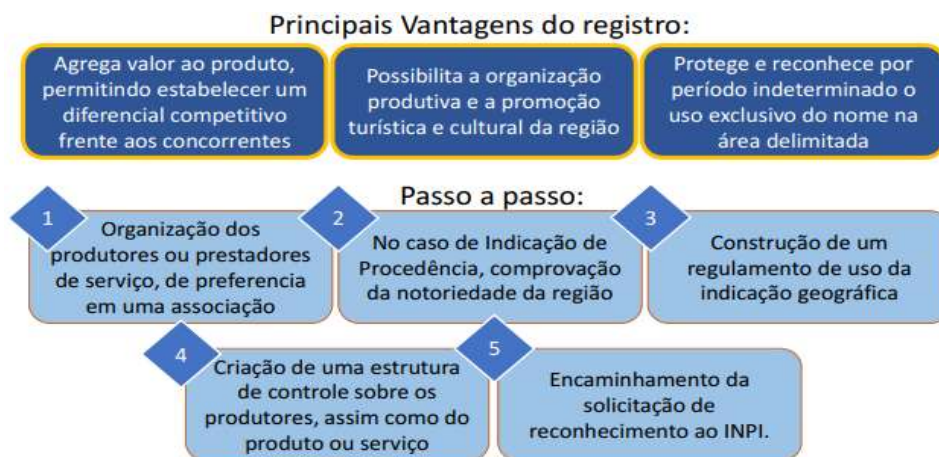 Principais Vantagens do registro:
Agrega valor ao produto,
permitindo estabelecer um
diferencial competitivo
frente aos concorrentes
Possibilita a organização
produtiva e a promoção
turística e cultural da região
Protege e reconhece por
período indeterminado o
uso exclusivo do nome na
área delimitada
Passo a passo:
1
Organização dos
produtores ou prestadores
de serviço, de preferencia
em uma associação
2
No caso de Indicação de
Procedência, comprovação
da notoriedade da região
3
Construção de um
regulamento de uso da
indicação geográfica
4
Criação de uma estrutura
de controle sobre os
produtores, assim como do
produto ou serviço
5
Encaminhamento da
solicitação de
reconhecimento ao INPI.